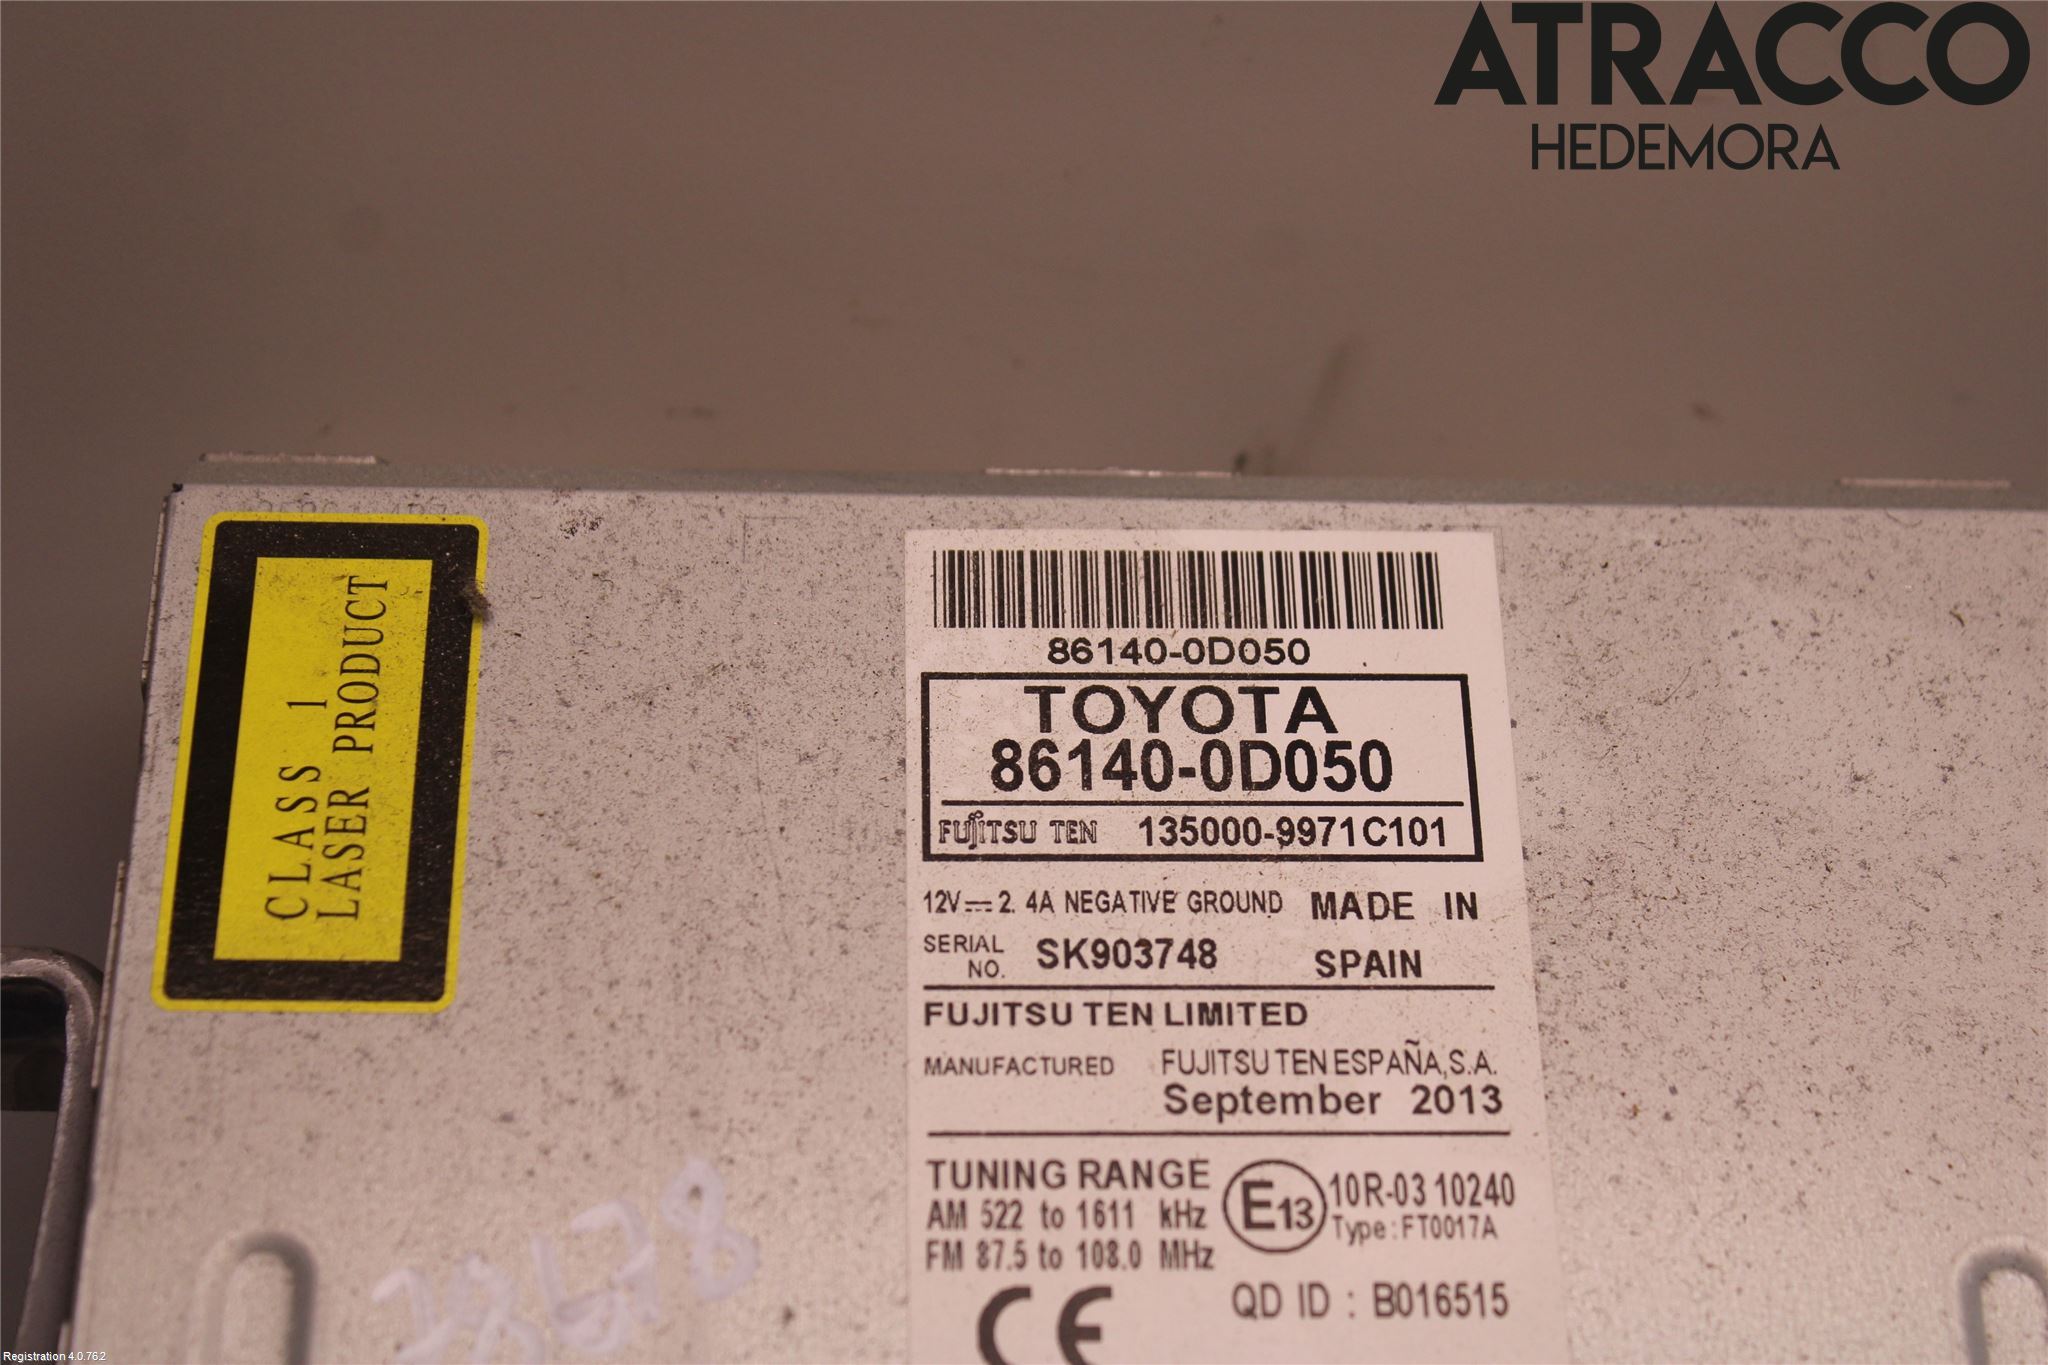 ATRACCO
HEDEMORA
CLASS 1
LASER PRODUCT
86140-0D050
TOYOTA
86140-0D050
FUJITSU TEN 135000-9971C101
12V⎓2.4A NEGATIVE GROUND MADE IN
SERIAL NO. SK903748 SPAIN
FUJITSU TEN LIMITED
MANUFACTURED FUJITSU TEN ESPAÑA,S.A.
September 2013
TUNING RANGE
AM 522 to 1611 kHz
FM 87.5 to 108.0 MHz
E13 10R-03 10240
Type:FT0017A
CE QD ID : B016515
Registration 4.0.76.2